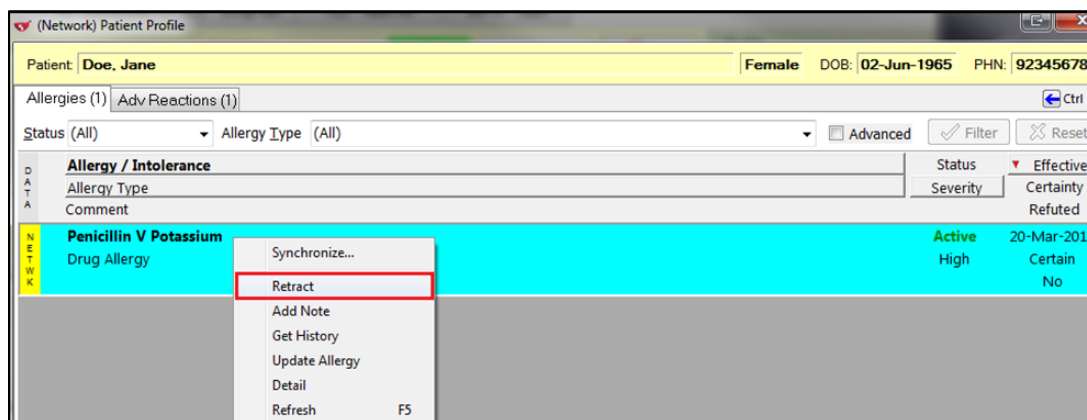 (Network) Patient Profile
Patient: Doe, Jane Female DOB: 02-Jun-1965 PHN: 92345678
Allergies (1) Adv Reactions (1) Ctrl
Status (All) Allergy Type (All) Advanced Filter Reset
DATA
Allergy / Intolerance Status Effective
Allergy Type Severity Certainty
Comment Refuted
NETWK
Penicillin V Potassium Active 20-Mar-201
Drug Allergy High Certain
No
Synchronize...
Retract
Add Note
Get History
Update Allergy
Detail
Refresh F5